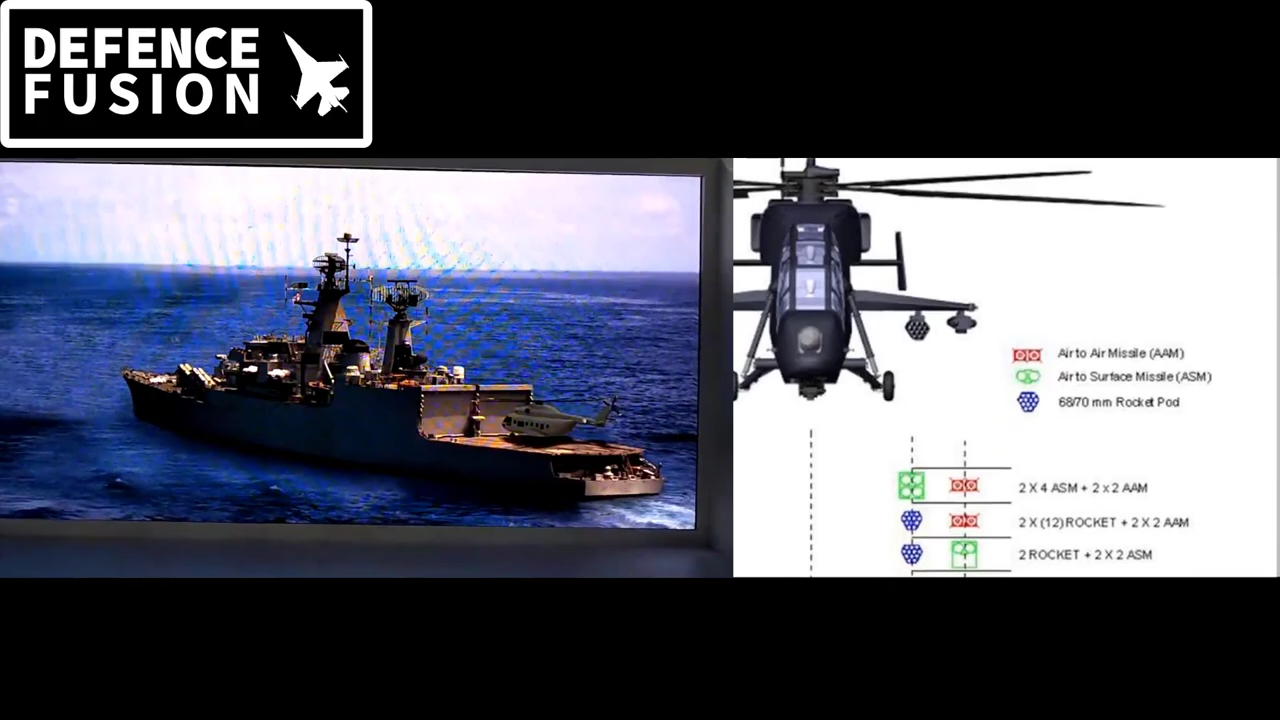 DEFENCE
FUSION
Air to Air Missile (AAM)
Air to Surface Missile (ASM)
68/70 mm Rocket Pod
2 X 4 ASM + 2 x 2 AAM
2 X (12) ROCKET + 2 X 2 AAM
2 ROCKET + 2 X 2 ASM